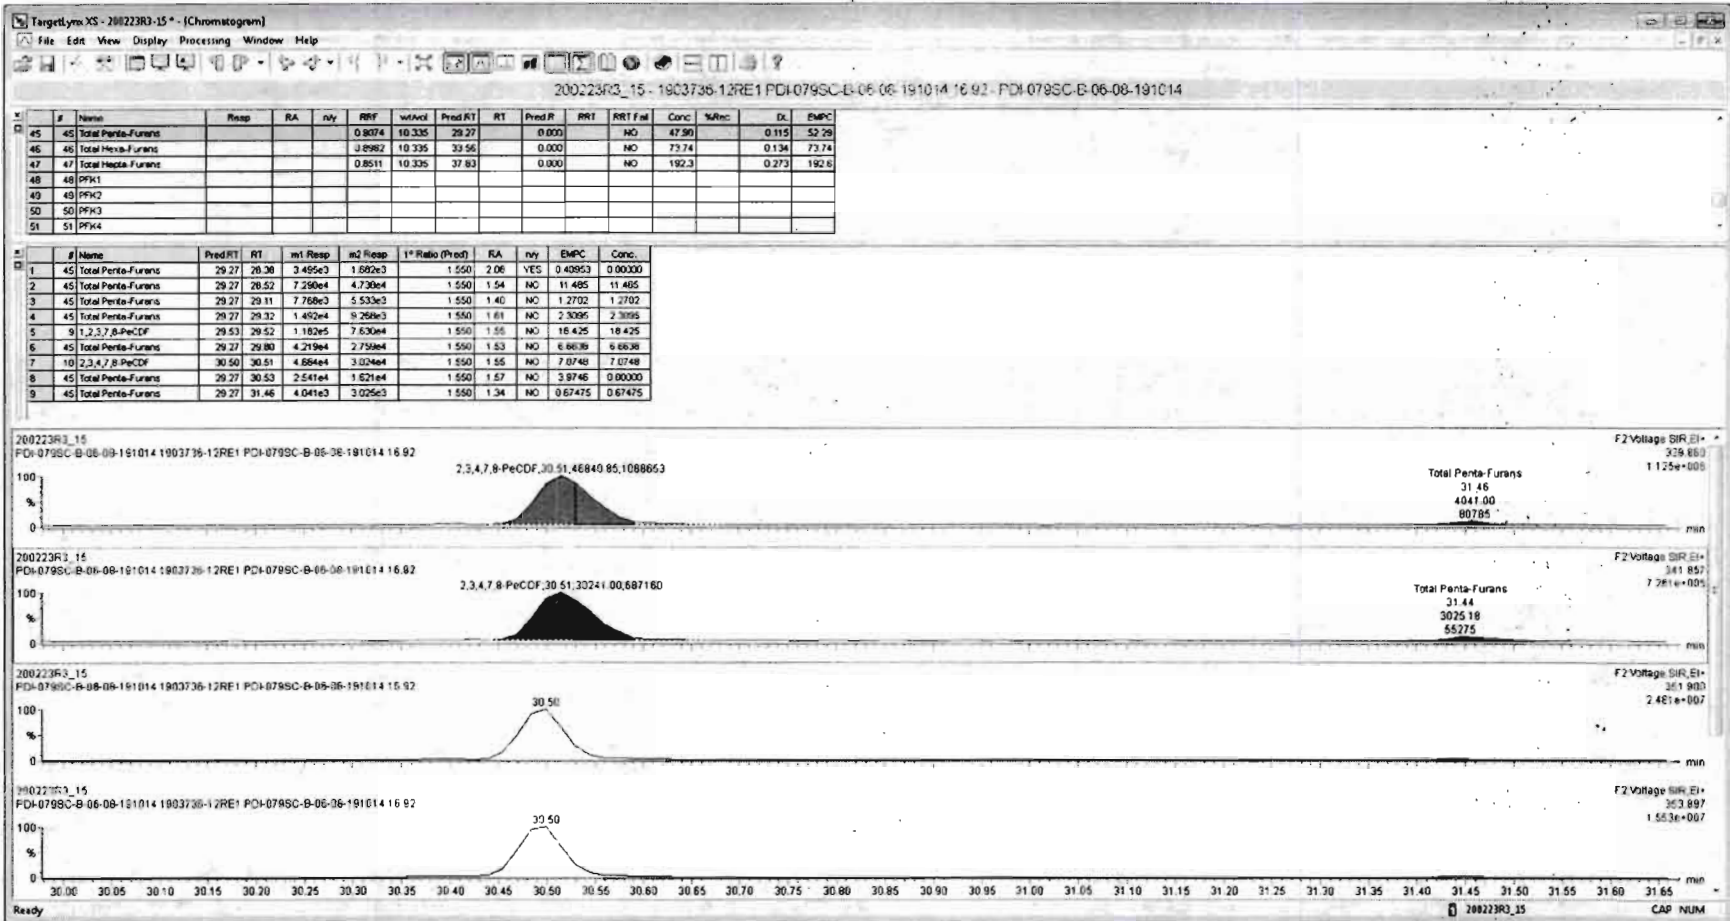 TargetLynx XS - 200223R3-15 * - [Chromatogram]
File Edit View Display Processing Window Help
200223R3_15 - 1903736-12RE1 PDI-079SC-B-06-08-191014 16.92 - PDI-079SC-B-06-08-191014
# Name Resp RA n/y RRF wt/vol Pred.RT RT Pred.R RRT RRT Fail Conc %Rec DL EMPC
45 45 Total Penta-Furans 0.8074 10.335 29.27 0.000 NO 47.90 0.115 52.29
46 46 Total Hexa-Furans 0.8982 10.335 33.56 0.000 NO 73.74 0.134 73.74
47 47 Total Hepta-Furans 0.8511 10.335 37.83 0.000 NO 192.3 0.273 192.6
48 48 PFK1
49 49 PFK2
50 50 PFK3
51 51 PFK4
# Name Pred.RT RT m1 Resp m2 Resp 1° Ratio (Pred) RA n/y EMPC Conc.
1 45 Total Penta-Furans 29.27 28.38 3.495e3 1.682e3 1.550 2.08 YES 0.40953 0.00000
2 45 Total Penta-Furans 29.27 28.52 7.290e4 4.738e4 1.550 1.54 NO 11.485 11.485
3 45 Total Penta-Furans 29.27 29.11 7.768e3 5.533e3 1.550 1.40 NO 1.2702 1.2702
4 45 Total Penta-Furans 29.27 29.32 1.492e4 9.268e3 1.550 1.61 NO 2.3095 2.3095
5 9 1,2,3,7,8-PeCDF 29.53 29.52 1.182e5 7.630e4 1.550 1.55 NO 18.425 18.425
6 45 Total Penta-Furans 29.27 29.80 4.219e4 2.759e4 1.550 1.53 NO 6.6636 6.6636
7 10 2,3,4,7,8-PeCDF 30.50 30.51 4.684e4 3.024e4 1.550 1.55 NO 7.0748 7.0748
8 45 Total Penta-Furans 29.27 30.53 2.541e4 1.621e4 1.550 1.57 NO 3.9746 0.00000
9 45 Total Penta-Furans 29.27 31.46 4.041e3 3.025e3 1.550 1.34 NO 0.67475 0.67475
200223R3_15
PDI-079SC-B-06-08-191014 1903736-12RE1 PDI-079SC-B-06-08-191014 16.92
F2:Voltage SIR,EI+
339.860
1.125e+006
2,3,4,7,8-PeCDF,30.51,46840.85,1088653
Total Penta-Furans
31.46
4041.00
80785
100
%
0
min
200223R3_15
PDI-079SC-B-06-08-191014 1903736-12RE1 PDI-079SC-B-06-08-191014 16.92
F2:Voltage SIR,EI+
341.857
7.281e+005
2,3,4,7,8-PeCDF,30.51,30241.00,687160
Total Penta-Furans
31.44
3025.18
55275
100
%
0
min
200223R3_15
PDI-079SC-B-06-08-191014 1903736-12RE1 PDI-079SC-B-06-08-191014 16.92
F2:Voltage SIR,EI+
351.900
2.481e+007
30.50
100
%
0
min
200223R3_15
PDI-079SC-B-06-08-191014 1903736-12RE1 PDI-079SC-B-06-08-191014 16.92
F2:Voltage SIR,EI+
353.897
1.553e+007
30.50
100
%
0
min
30.00 30.05 30.10 30.15 30.20 30.25 30.30 30.35 30.40 30.45 30.50 30.55 30.60 30.65 30.70 30.75 30.80 30.85 30.90 30.95 31.00 31.05 31.10 31.15 31.20 31.25 31.30 31.35 31.40 31.45 31.50 31.55 31.60 31.65
Ready 200223R3_15 CAP NUM